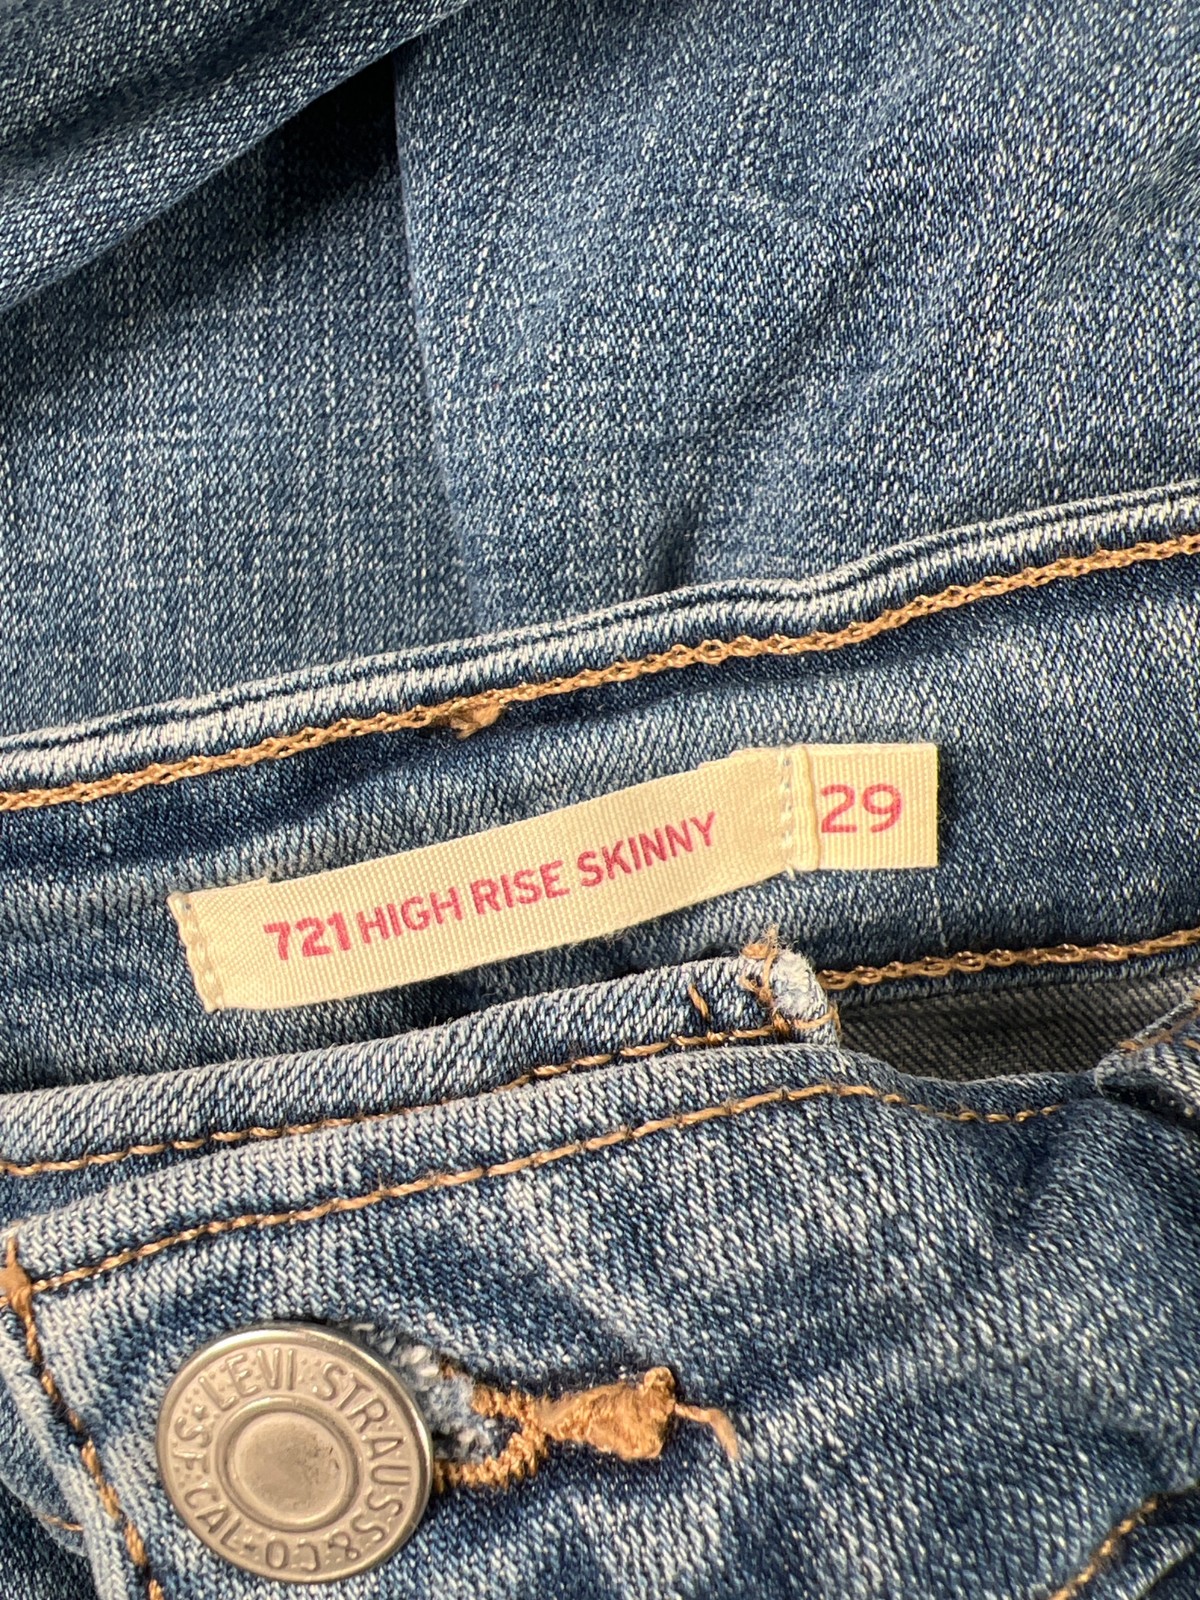 721 HIGH RISE SKINNY
29
LEVI STRAUSS & CO · S.F. CAL ·